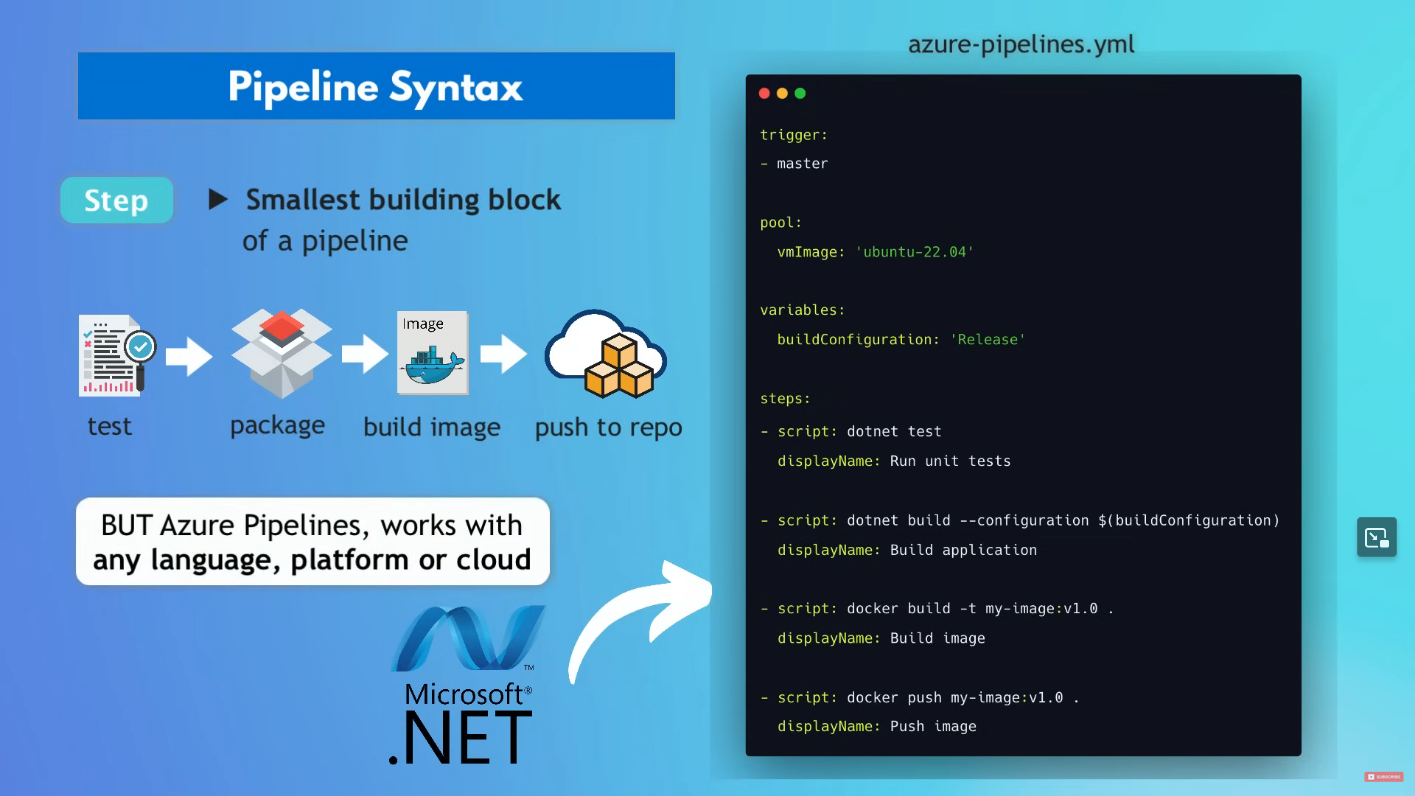 Pipeline Syntax
Step
Smallest building block
of a pipeline
Image
test
package
build image
push to repo
BUT Azure Pipelines, works with
any language, platform or cloud
TM
Microsoft®
.NET
azure-pipelines.yml
trigger:
- master
pool:
  vmImage: 'ubuntu-22.04'
variables:
  buildConfiguration: 'Release'
steps:
- script: dotnet test
  displayName: Run unit tests
- script: dotnet build --configuration $(buildConfiguration)
  displayName: Build application
- script: docker build -t my-image:v1.0 .
  displayName: Build image
- script: docker push my-image:v1.0 .
  displayName: Push image
SUBSCRIBE